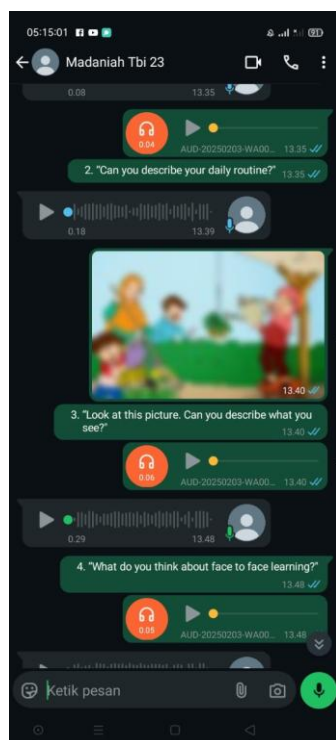 05:15:01
Madaniah Tbi 23
0.08 13.35
0.04
AUD-20250203-WA00... 13.35
2. "Can you describe your daily routine?" 13.35
0.18 13.39
13.40
3. "Look at this picture. Can you describe what you
see?"
13.40
0.06
AUD-20250203-WA00... 13.40
0.29 13.48
4. "What do you think about face to face learning?"
13.48
0.05
AUD-20250203-WA00... 13.48
Ketik pesan